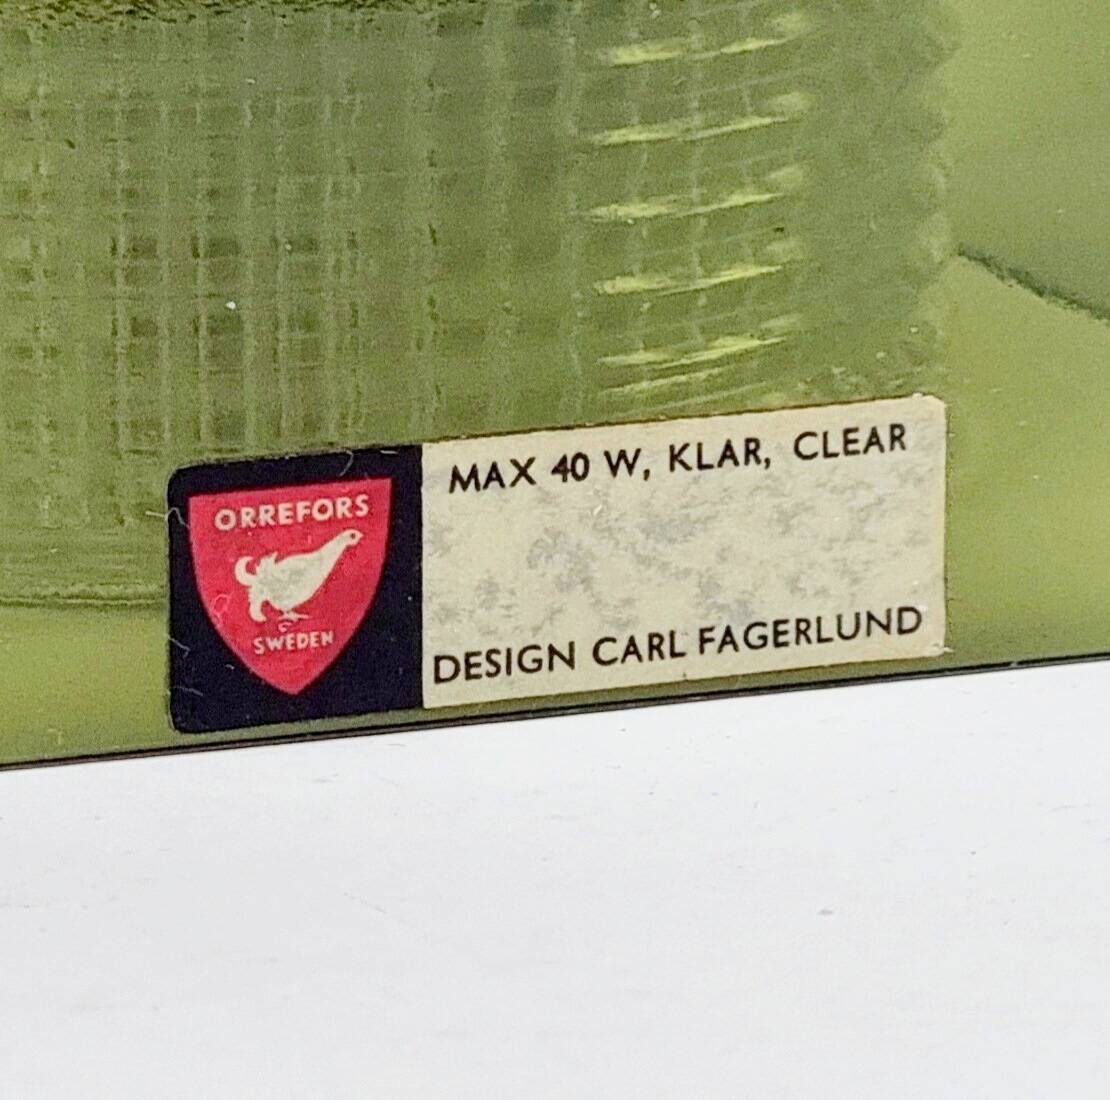 ORREFORS
SWEDEN
MAX 40 W, KLAR, CLEAR
DESIGN CARL FAGERLUND